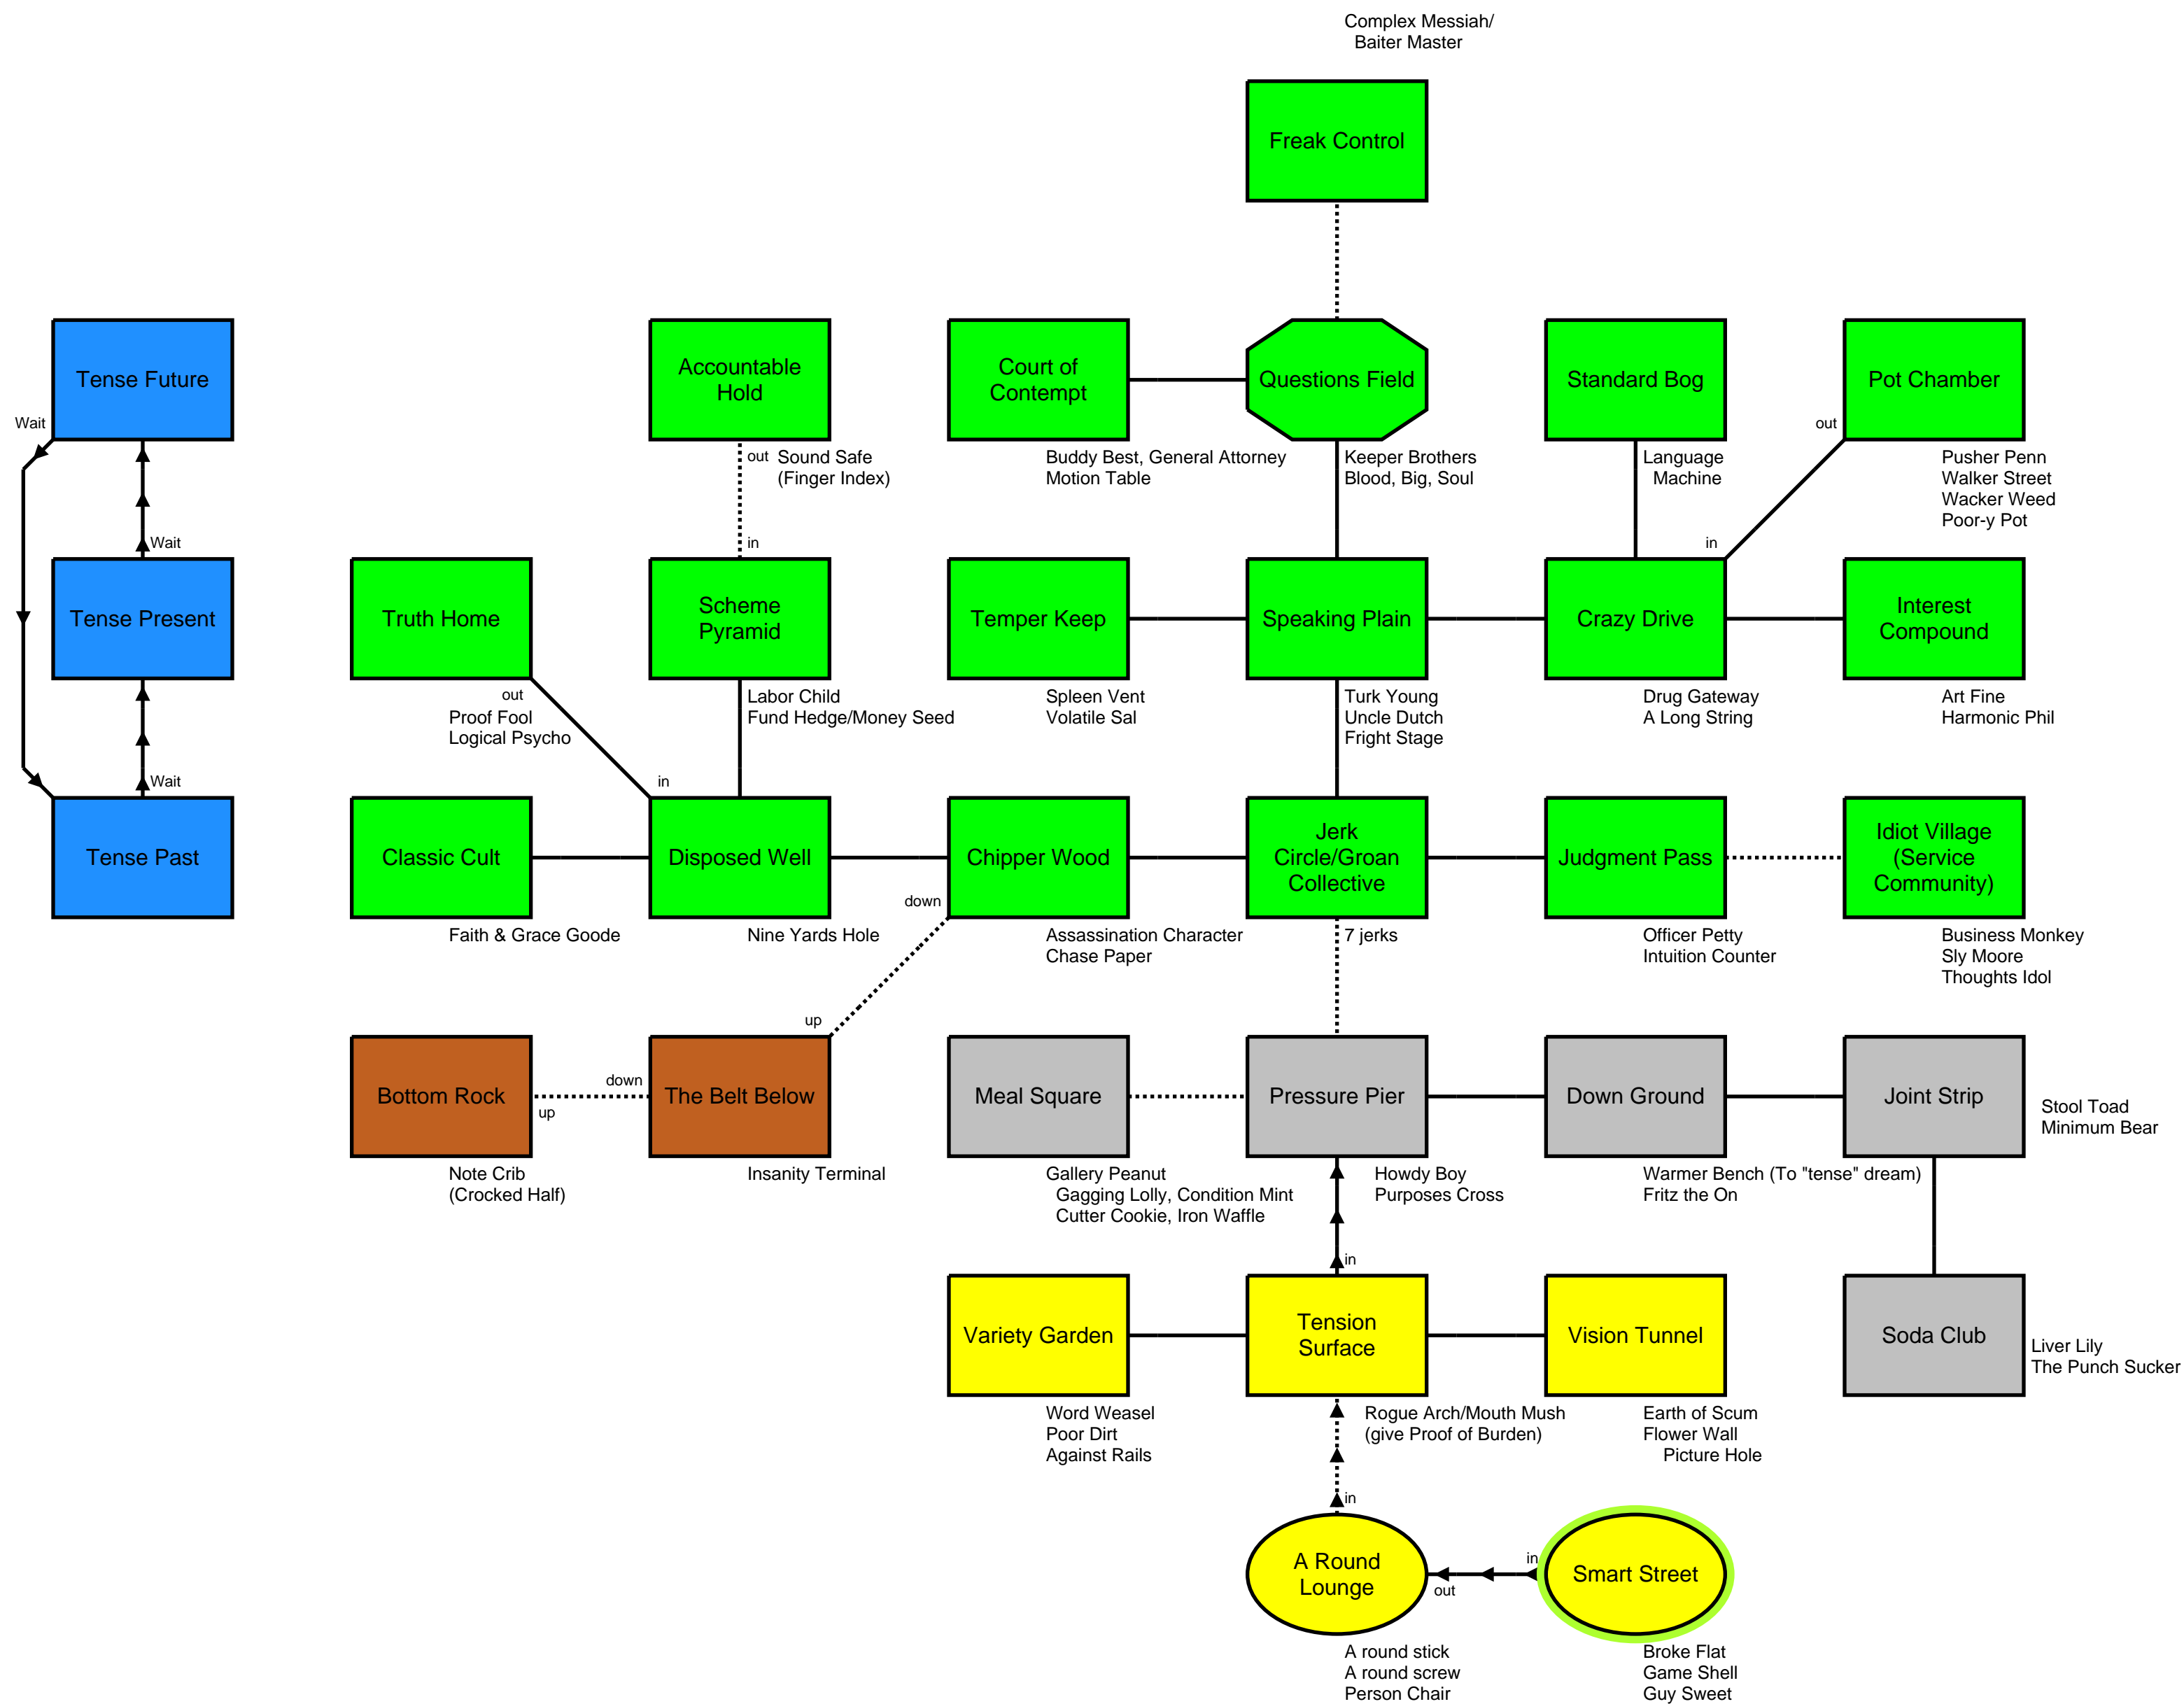 Complex Messiah/
Baiter Master
Freak Control
Tense Future
Accountable
Hold
Court of
Contempt
Questions Field
Standard Bog
Pot Chamber
Wait
out
out
Sound Safe
(Finger Index)
Buddy Best, General Attorney
Motion Table
Keeper Brothers
Blood, Big, Soul
Language
Machine
Pusher Penn
Walker Street
Wacker Weed
Poor-y Pot
Wait
in
in
Tense Present
Truth Home
Scheme
Pyramid
Temper Keep
Speaking Plain
Crazy Drive
Interest
Compound
out
Proof Fool
Logical Psycho
Labor Child
Fund Hedge/Money Seed
Spleen Vent
Volatile Sal
Turk Young
Uncle Dutch
Fright Stage
Drug Gateway
A Long String
Art Fine
Harmonic Phil
Wait
in
Tense Past
Classic Cult
Disposed Well
Chipper Wood
Jerk
Circle/Groan
Collective
Judgment Pass
Idiot Village
(Service
Community)
down
Faith & Grace Goode
Nine Yards Hole
Assassination Character
Chase Paper
7 jerks
Officer Petty
Intuition Counter
Business Monkey
Sly Moore
Thoughts Idol
up
Bottom Rock
down
up
The Belt Below
Meal Square
Pressure Pier
Down Ground
Joint Strip
Stool Toad
Minimum Bear
Note Crib
(Crocked Half)
Insanity Terminal
Gallery Peanut
Gagging Lolly, Condition Mint
Cutter Cookie, Iron Waffle
Howdy Boy
Purposes Cross
Warmer Bench (To "tense" dream)
Fritz the On
in
Variety Garden
Tension
Surface
Vision Tunnel
Soda Club
Liver Lily
The Punch Sucker
Word Weasel
Poor Dirt
Against Rails
Rogue Arch/Mouth Mush
(give Proof of Burden)
Earth of Scum
Flower Wall
Picture Hole
in
A Round
Lounge
in
out
Smart Street
A round stick
A round screw
Person Chair
Broke Flat
Game Shell
Guy Sweet